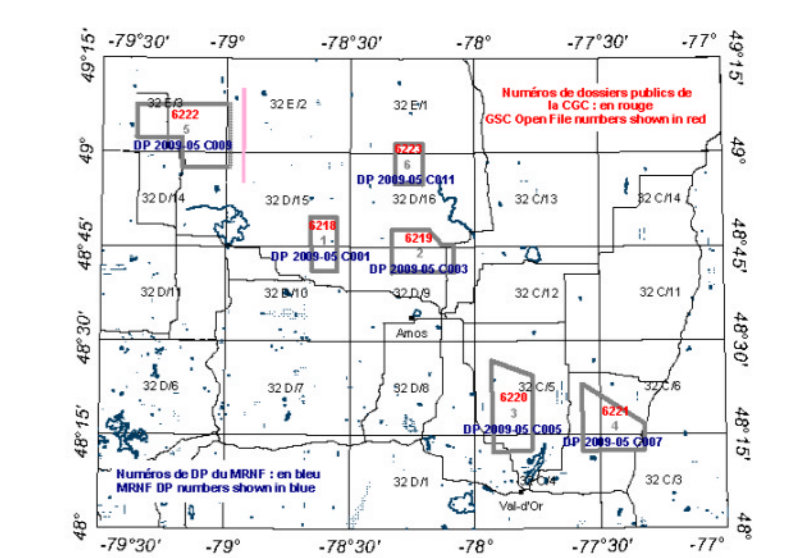 -79°30' -79° -78°30' -78° -77°30' -77°
49°15' 49°15'
32 E/3 32 E/2 32 E/1
Numéros de dossiers publics de
la CGC : en rouge
GSC Open File numbers shown in red
6222
5
DP 2009-05 C009
49° 49°
6223
6
DP 2009-05 C011
32 D/14 32 D/15 32 D/16 32 C/13 32 C/14
6218
1
DP 2009-05 C001
6219
2
DP 2009-05 C003
48°45' 48°45'
32 D/11 32 D/10 32 D/9 32 C/12 32 C/11
48°30' 48°30'
Amos
32 D/6 32 D/7 32 D/8 32 C/5 32 C/6
6220
3
DP 2009-05 C005
6221
4
DP 2009-05 C007
48°15' 48°15'
Numéros de DP du MRNF : en bleu
MRNF DP numbers shown in blue
32 D/1 32 C/4 32 C/3
Val-d'Or
48° 48°
-79°30' -79° -78°30' -78° -77°30' -77°